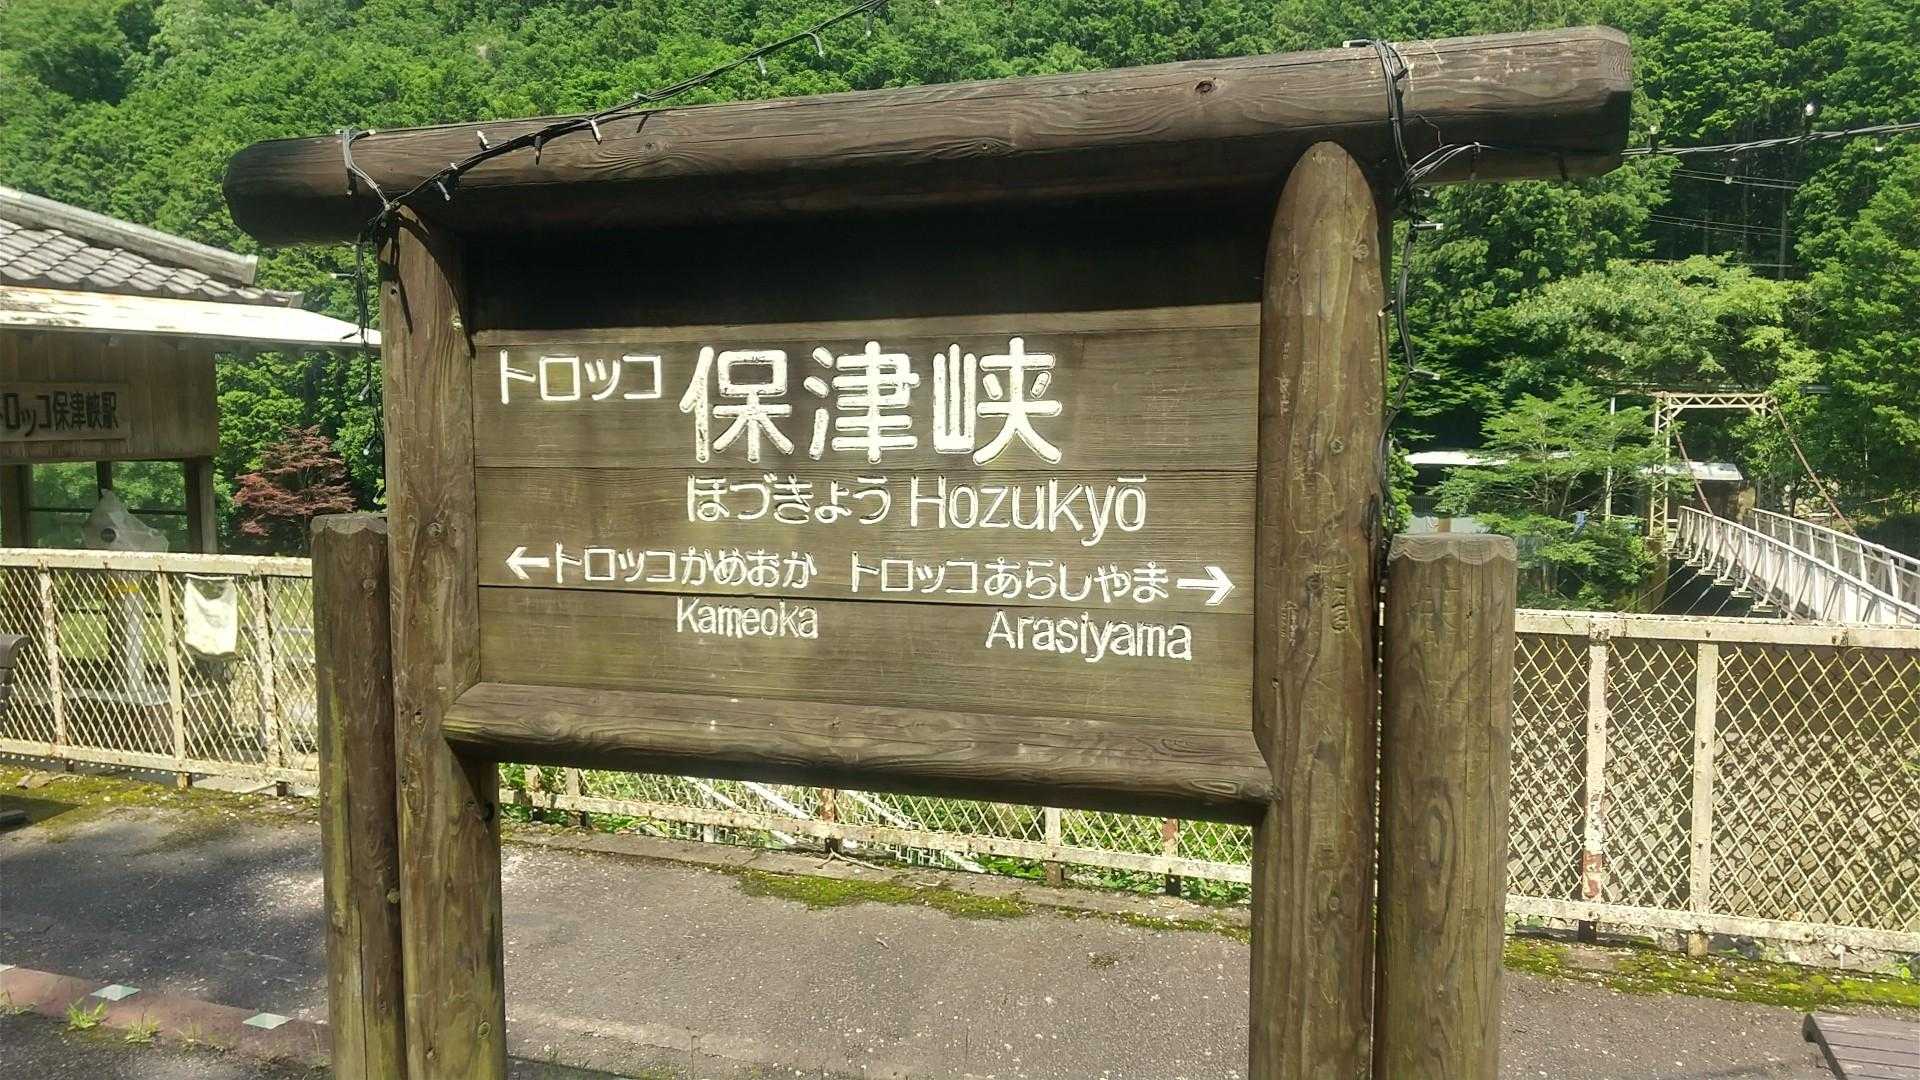 トロッコ 保津峡
ほづきょう Hozukyō
←トロッコかめおか トロッコあらしやま→
Kameoka Arasiyama
トロッコ保津峡駅